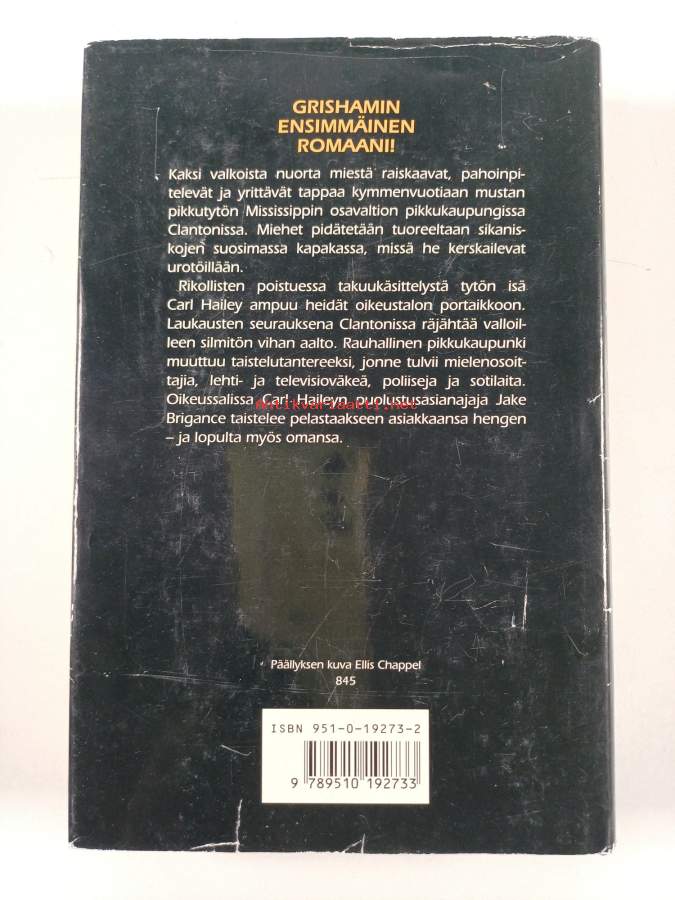 GRISHAMIN
ENSIMMÄINEN
ROMAANI!
Kaksi valkoista nuorta miestä raiskaavat, pahoinpi-
televät ja yrittävät tappaa kymmenvuotiaan mustan
pikkutytön Mississippin osavaltion pikkukaupungissa
Clantonissa. Miehet pidätetään tuoreeltaan sikanis-
kojen suosimassa kapakassa, missä he kerskailevat
urotöillään.
Rikollisten poistuessa takuukäsittelystä tytön isä
Carl Hailey ampuu heidät oikeustalon portaikkoon.
Laukausten seurauksena Clantonissa räjähtää valloil-
leen silmitön vihan aalto. Rauhallinen pikkukaupunki
muuttuu taistelutantereeksi, jonne tulvii mielenosoit-
tajia, lehti- ja televisioväkeä, poliiseja ja sotilaita.
Oikeussalissa Carl Haileyn puolustusasianajaja Jake
antikvariaatti.net
Brigance taistelee pelastaakseen asiakkaansa hengen
– ja lopulta myös omansa.
Päällyksen kuva Ellis Chappel
845
ISBN 951-0-19273-2
9 789510 192733